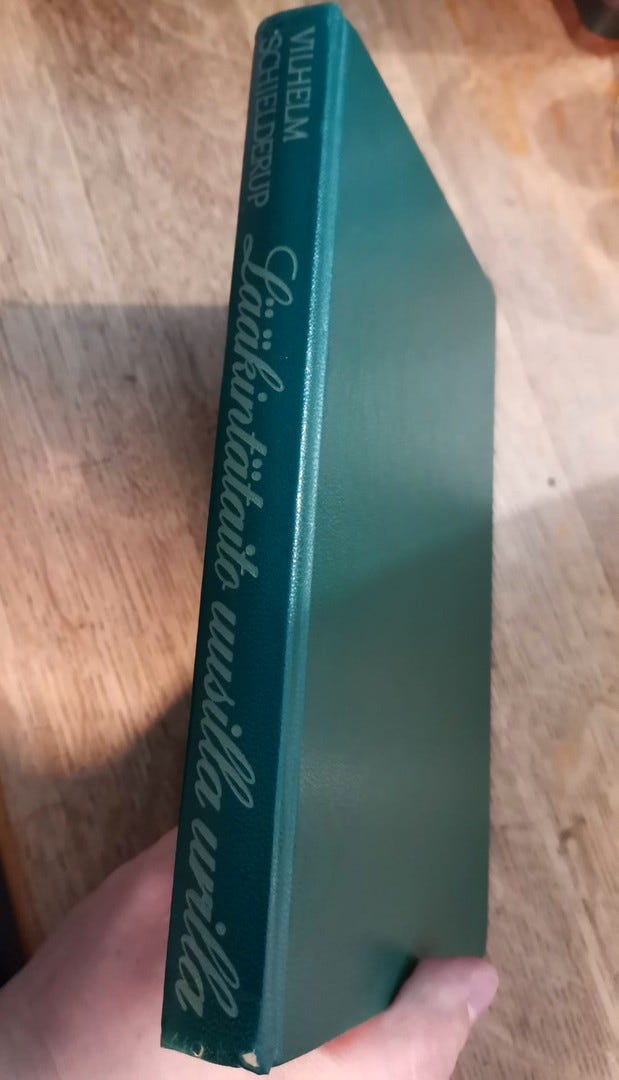 VILHELM
SCHJELDERUP
Lääkintätaito uusilla urilla